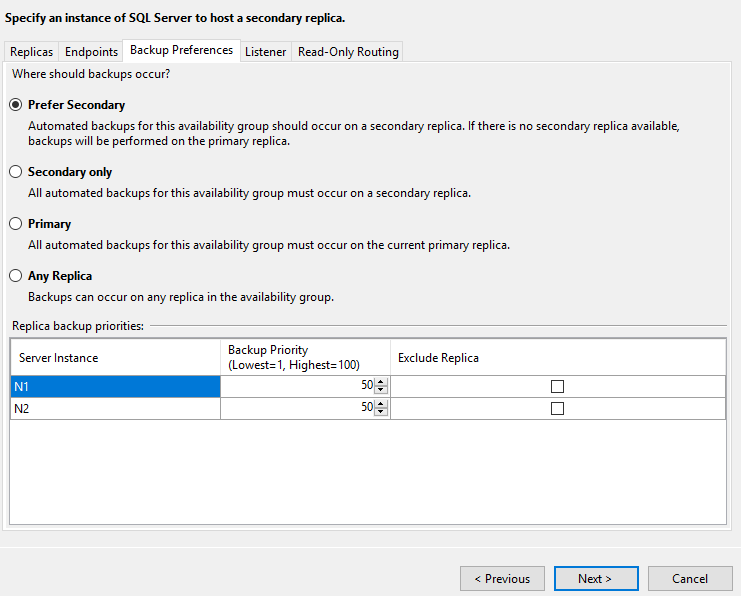 Specify an instance of SQL Server to host a secondary replica.
Replicas Endpoints Backup Preferences Listener Read-Only Routing
Where should backups occur?
Prefer Secondary
Automated backups for this availability group should occur on a secondary replica. If there is no secondary replica available,
backups will be performed on the primary replica.
Secondary only
All automated backups for this availability group must occur on a secondary replica.
Primary
All automated backups for this availability group must occur on the current primary replica.
Any Replica
Backups can occur on any replica in the availability group.
Replica backup priorities:
Server Instance Backup Priority Exclude Replica
(Lowest=1, Highest=100)
N1 50
N2 50
< Previous Next > Cancel